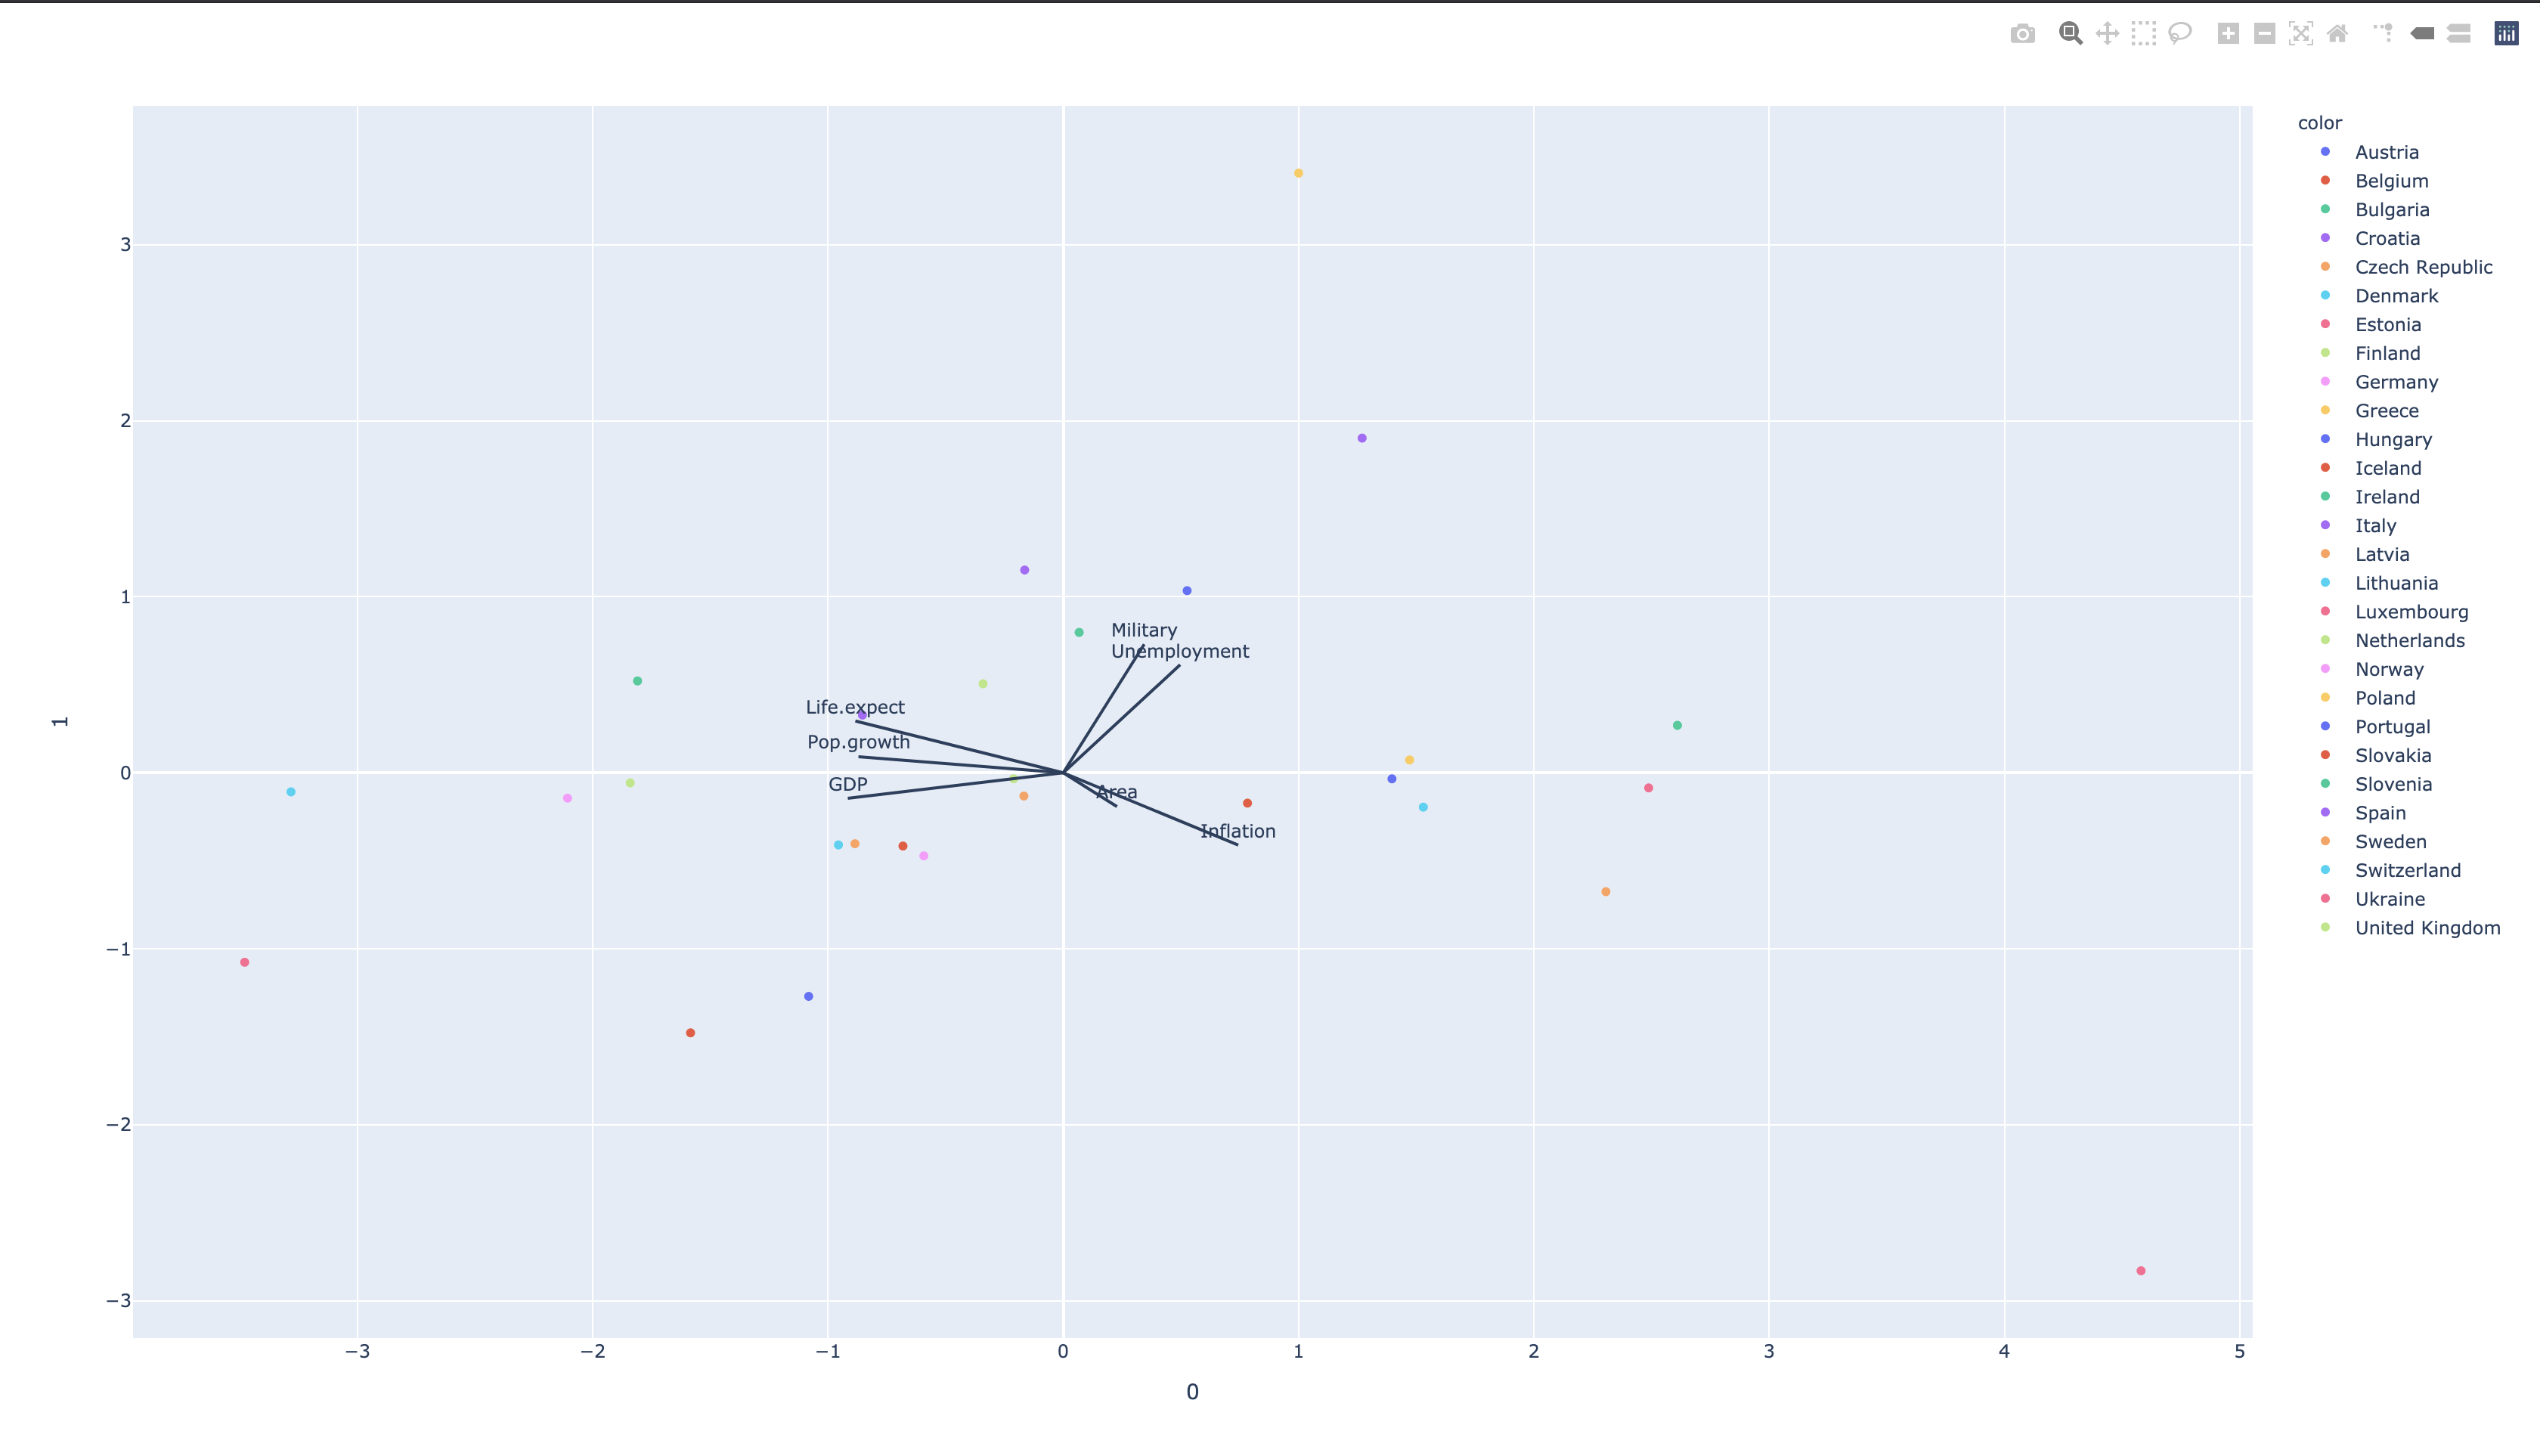 color
Austria
Belgium
Bulgaria
Croatia
Czech Republic
Denmark
Estonia
Finland
Germany
Greece
Hungary
Iceland
Ireland
Italy
Latvia
Lithuania
Luxembourg
Netherlands
Norway
Poland
Portugal
Slovakia
Slovenia
Spain
Sweden
Switzerland
Ukraine
United Kingdom
3
2
1
0
−1
−2
−3
1
Military
Unemployment
Life.expect
Pop.growth
GDP
Area
Inflation
−3 −2 −1 0 1 2 3 4 5
0